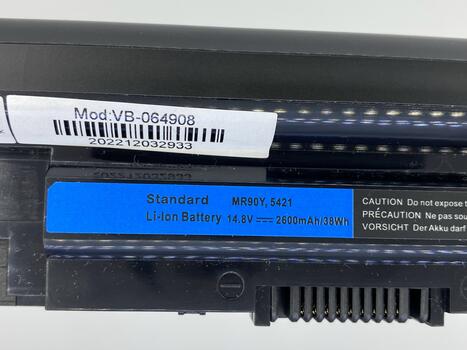 Mod:VB-064908
202212032933
Standard MR90Y, 5421
Li-ion Battery 14.8V⎓2600mAh/38Wh
CAUTION Do not expose
PRÉCAUTION Ne pas sou
VORSICHT Der Akku darf